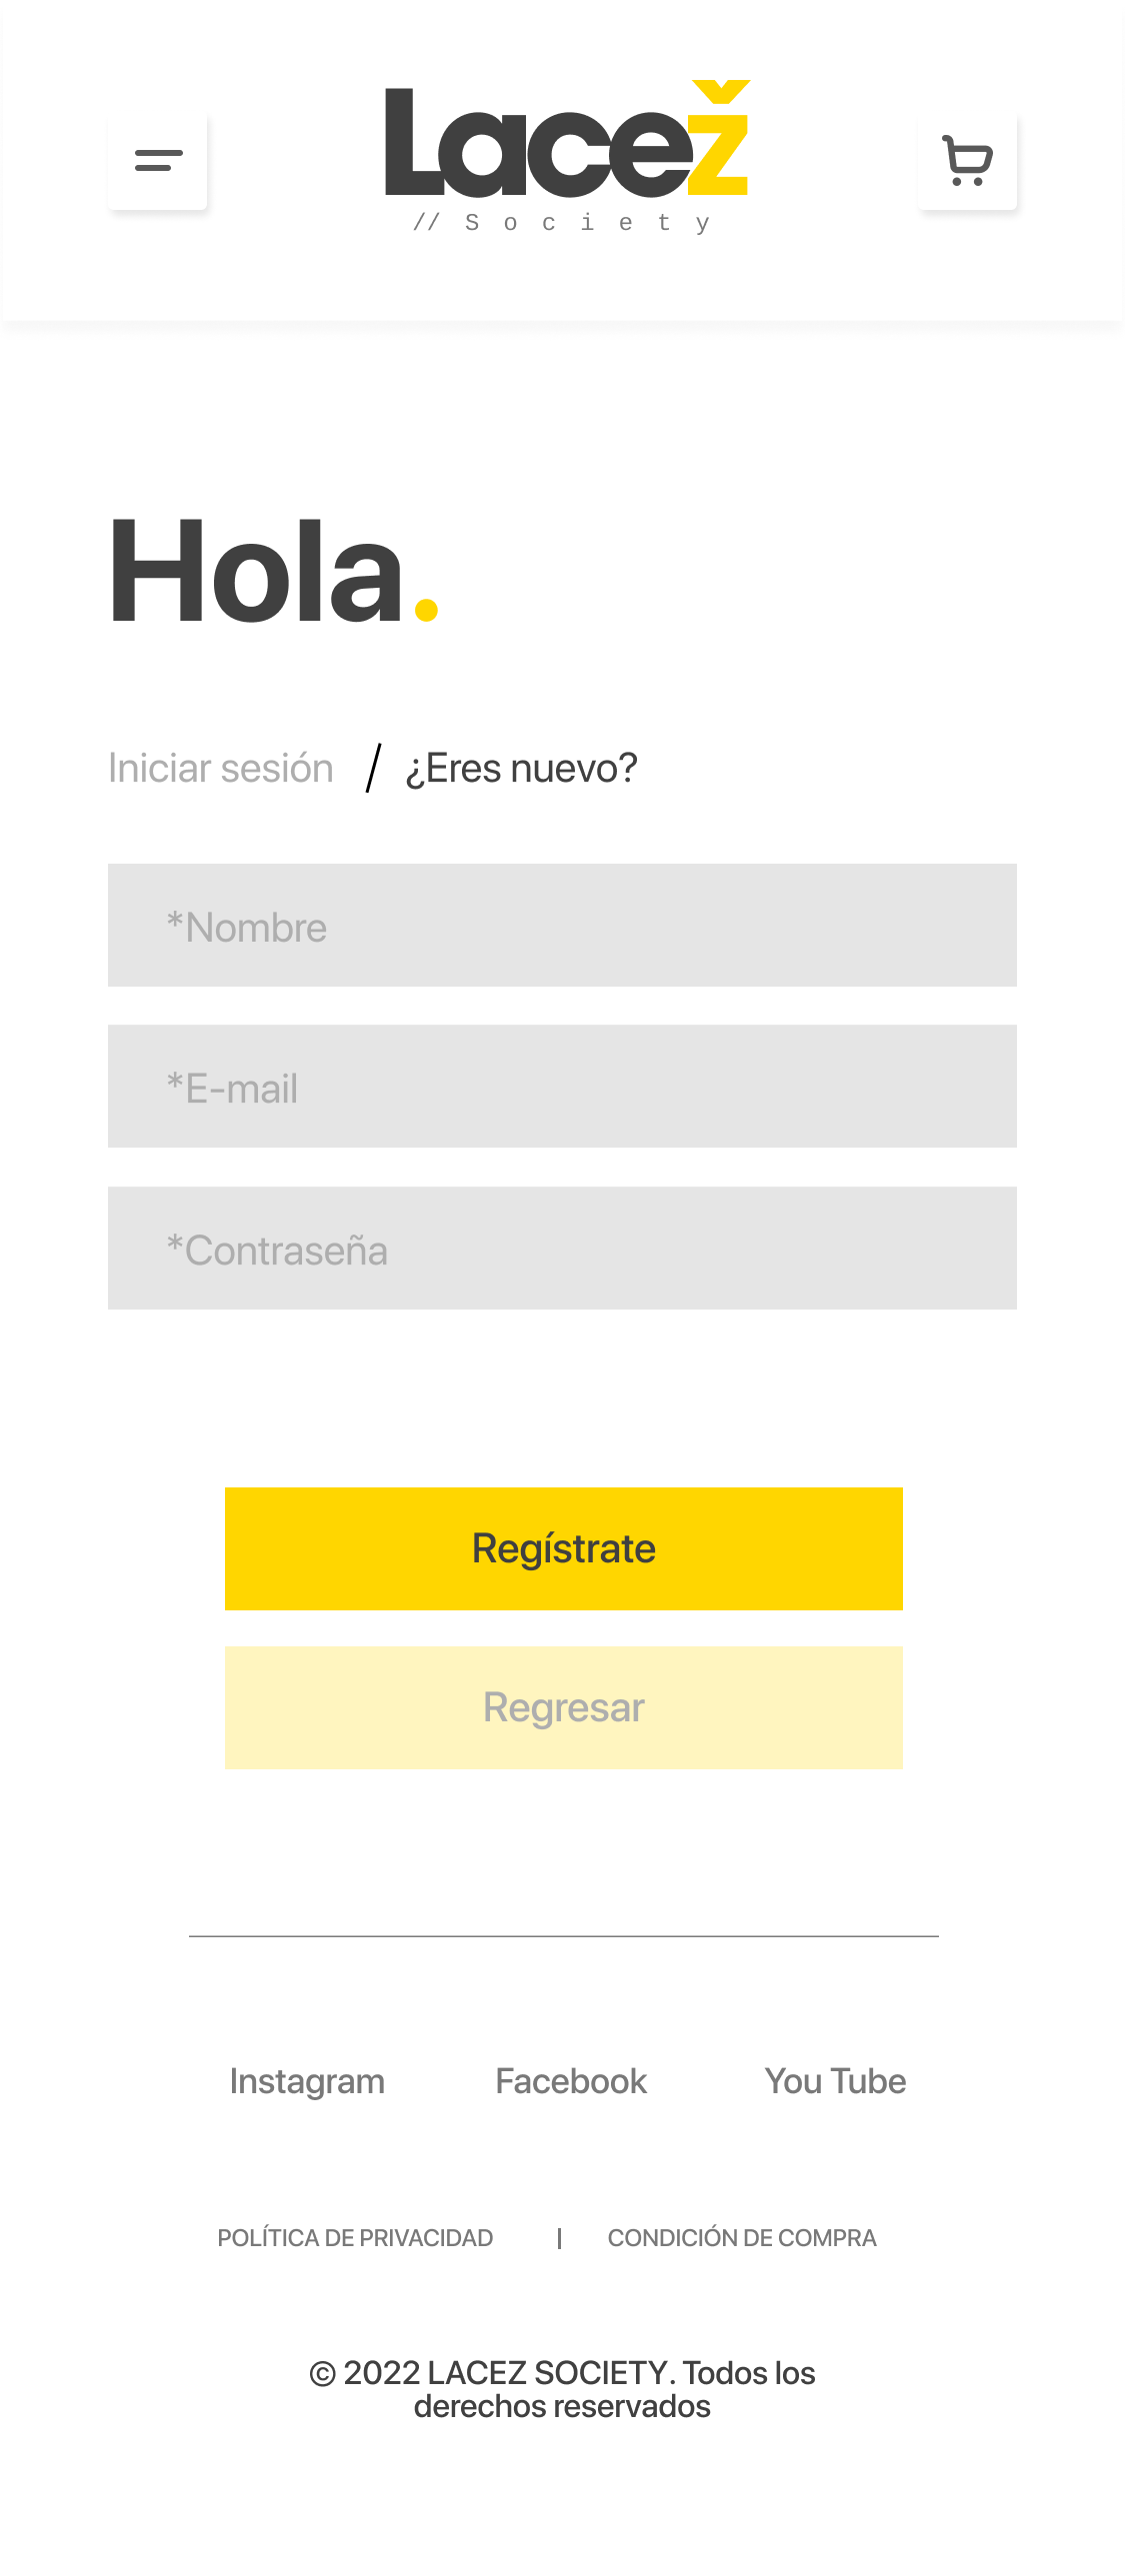 Lacež
// Society
Hola.
Iniciar sesión / ¿Eres nuevo?
*Nombre
*E-mail
*Contraseña
Regístrate
Regresar
Instagram Facebook You Tube
POLÍTICA DE PRIVACIDAD | CONDICIÓN DE COMPRA
© 2022 LACEZ SOCIETY. Todos los
derechos reservados